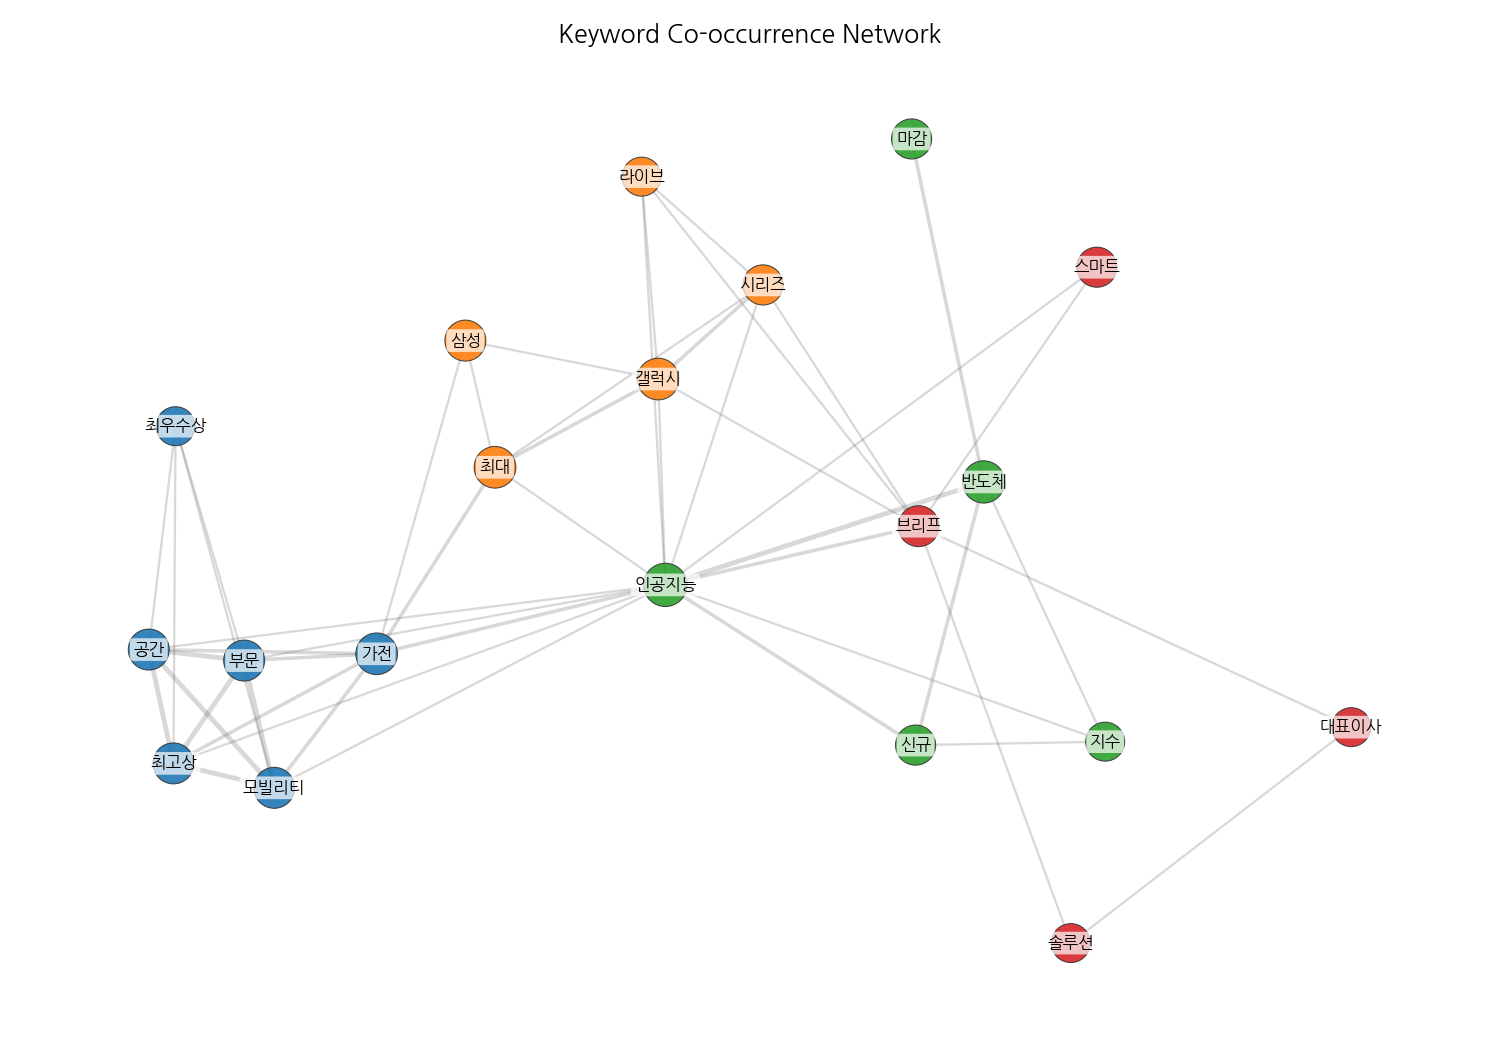 Keyword Co-occurrence Network
마감
라이브
스마트
시리즈
삼성
갤럭시
최우수상
최대
반도체
브리프
인공지능
공간
부문
가전
대표이사
신규
지수
최고상
모빌리티
솔루션